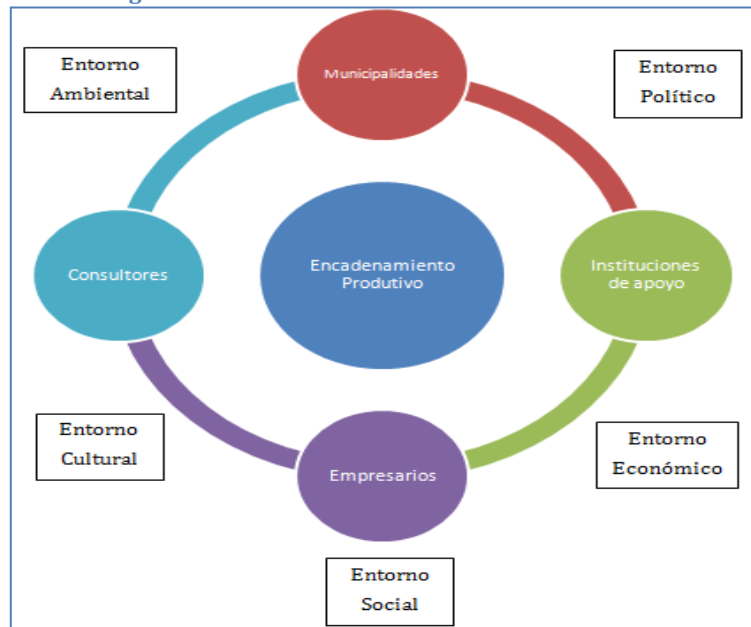 Entorno
Ambiental
Municipalidades
Entorno
Político
Consultores
Encadenamiento
Produtivo
Instituciones
de apoyo
Entorno
Cultural
Empresarios
Entorno
Económico
Entorno
Social